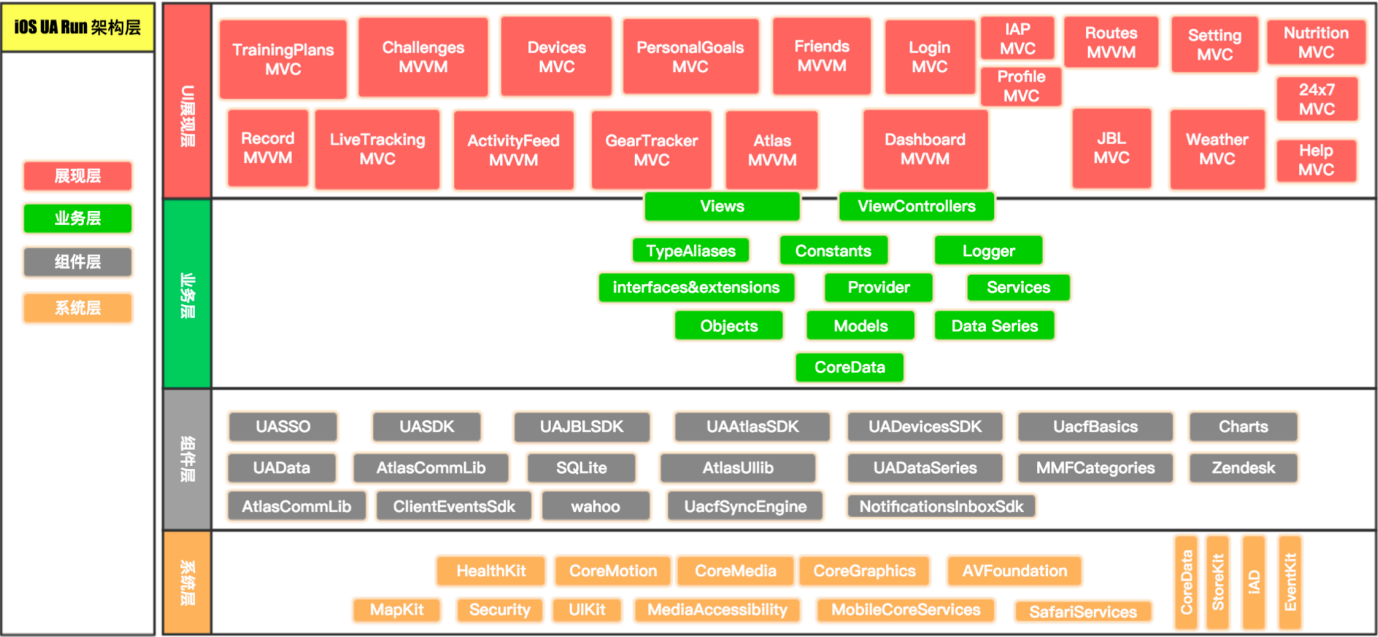 iOS UA Run 架构层
展现层
业务层
组件层
系统层
UI展现层
TrainingPlans
MVC
Challenges
MVVM
Devices
MVC
PersonalGoals
MVC
Friends
MVVM
Login
MVC
IAP
MVC
Profile
MVC
Routes
MVVM
Setting
MVC
Nutrition
MVC
24x7
MVC
Record
MVVM
LiveTracking
MVC
ActivityFeed
MVVM
GearTracker
MVC
Atlas
MVVM
Dashboard
MVVM
JBL
MVC
Weather
MVC
Help
MVC
业务层
Views
ViewControllers
TypeAliases
Constants
Logger
interfaces&extensions
Provider
Services
Objects
Models
Data Series
CoreData
组件层
UASSO
UASDK
UAJBLSDK
UAAtlasSDK
UADevicesSDK
UacfBasics
Charts
UAData
AtlasCommLib
SQLite
AtlasUIlib
UADataSeries
MMFCategories
Zendesk
AtlasCommLib
ClientEventsSdk
wahoo
UacfSyncEngine
NotificationsInboxSdk
系统层
HealthKit
CoreMotion
CoreMedia
CoreGraphics
AVFoundation
MapKit
Security
UIKit
MediaAccessibility
MobileCoreServices
SafariServices
CoreData
StoreKit
IAD
EventKit